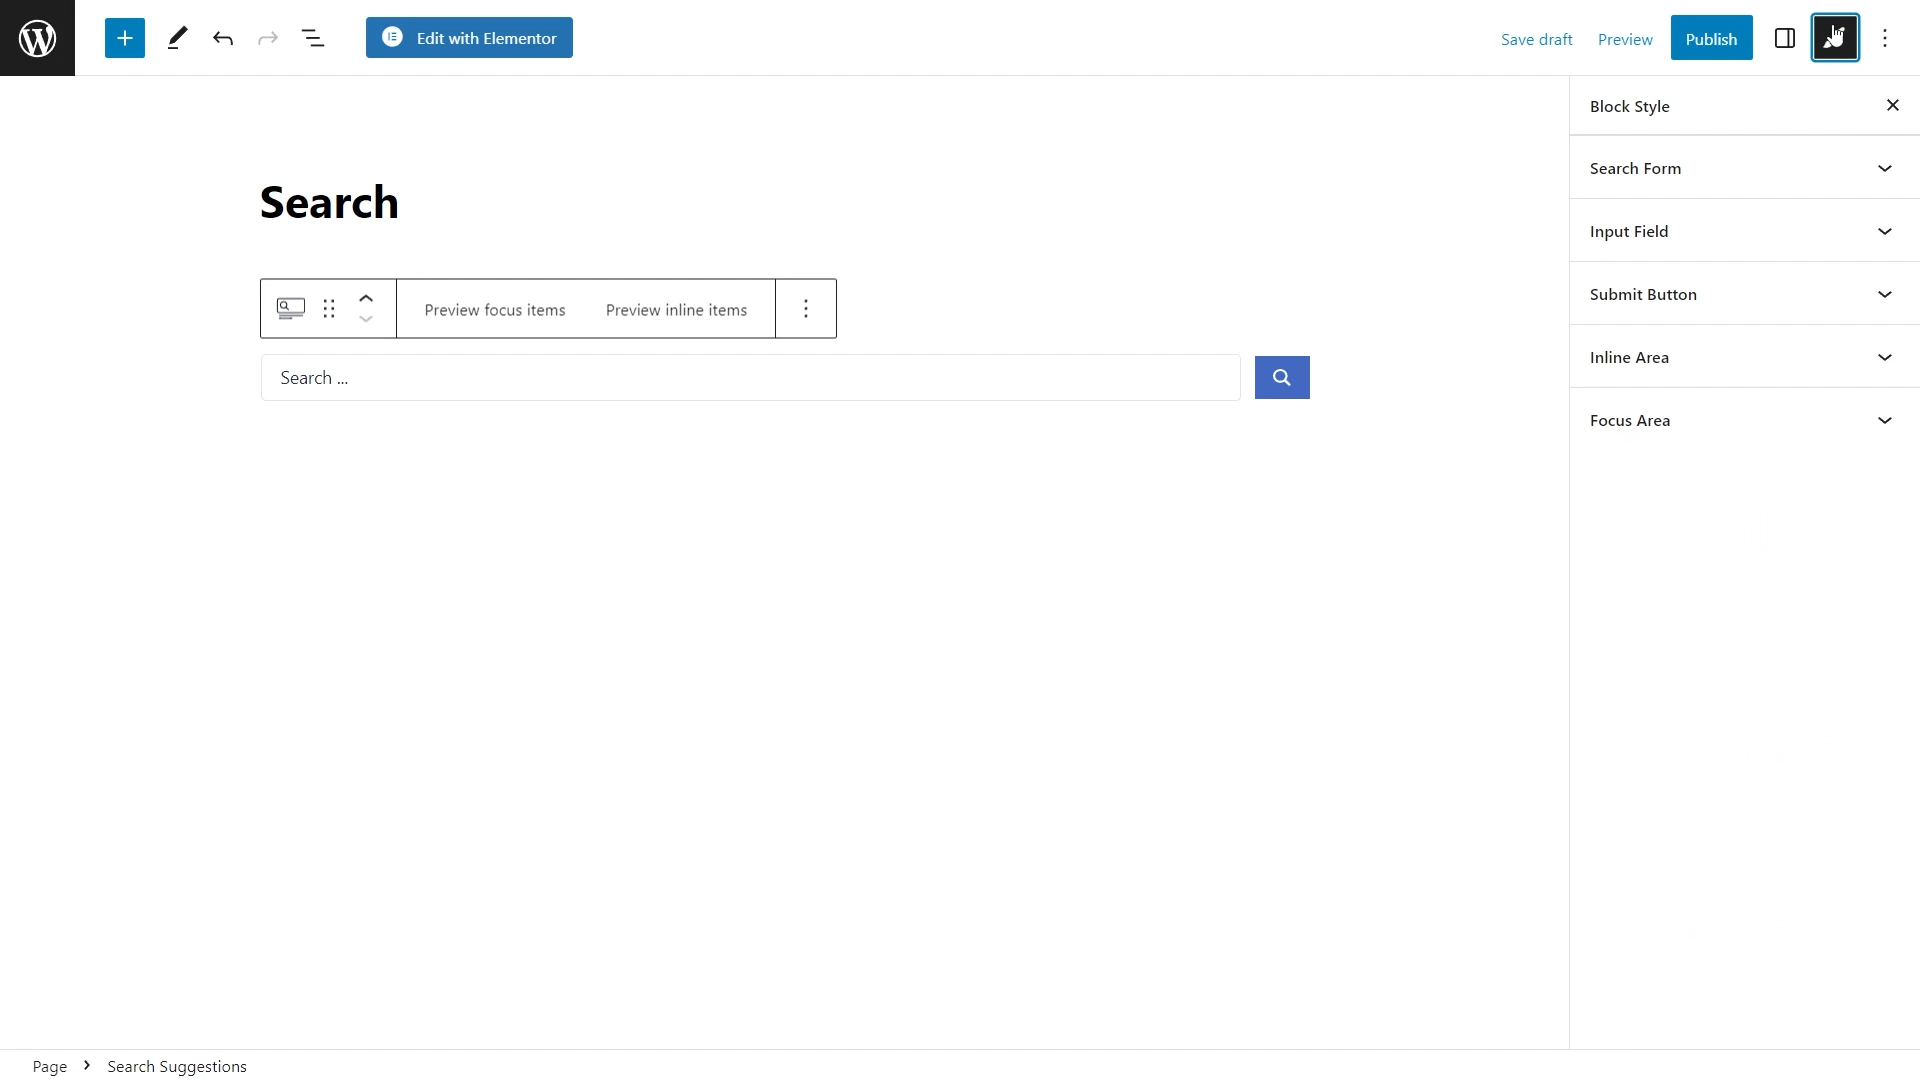 Edit with Elementor
Save draft
Preview
Publish
Block Style
Search Form
Input Field
Submit Button
Inline Area
Focus Area
Search
Preview focus items
Preview inline items
Search ...
Page
Search Suggestions